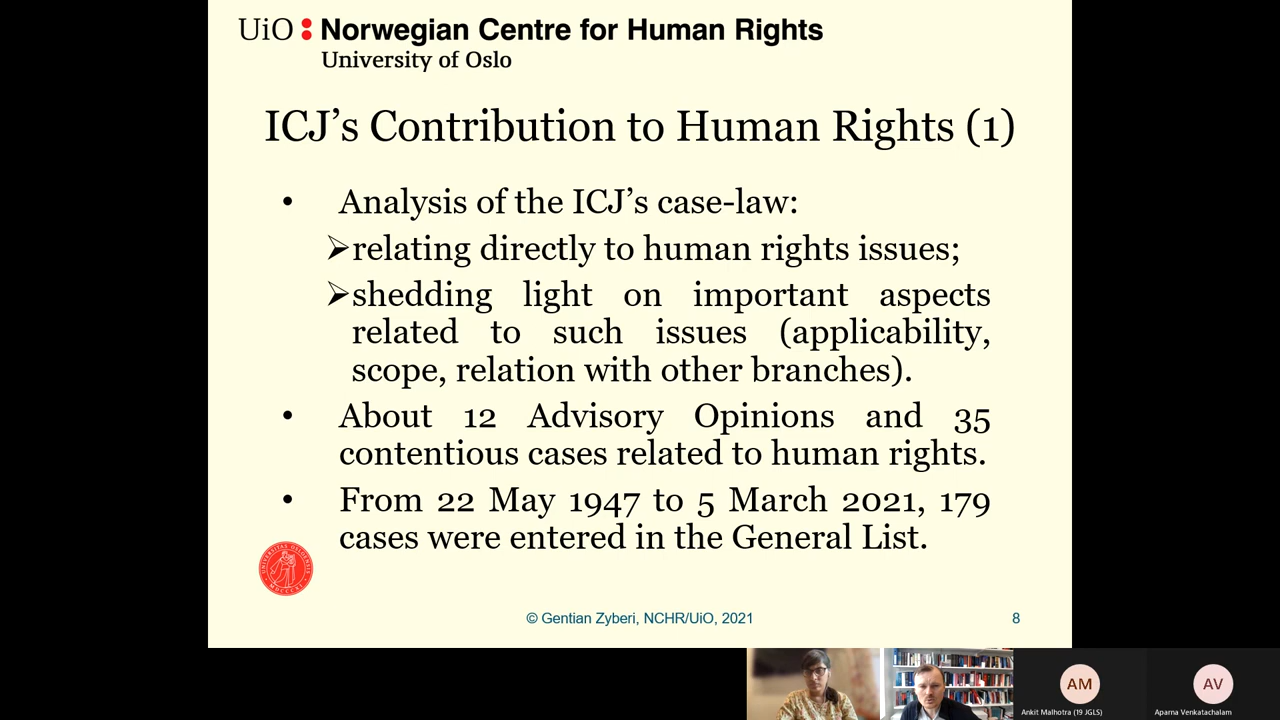 UiO Norwegian Centre for Human Rights
University of Oslo
ICJ’s Contribution to Human Rights (1)
• Analysis of the ICJ’s case-law:
➢relating directly to human rights issues;
➢shedding light on important aspects
related to such issues (applicability,
scope, relation with other branches).
• About 12 Advisory Opinions and 35
contentious cases related to human rights.
• From 22 May 1947 to 5 March 2021, 179
cases were entered in the General List.
UNIVERSITAS OSLOENSIS
MDCCCXI
© Gentian Zyberi, NCHR/UiO, 2021
8
AM
AV
Ankit Malhotra (19 JGLS)
Aparna Venkatachalam